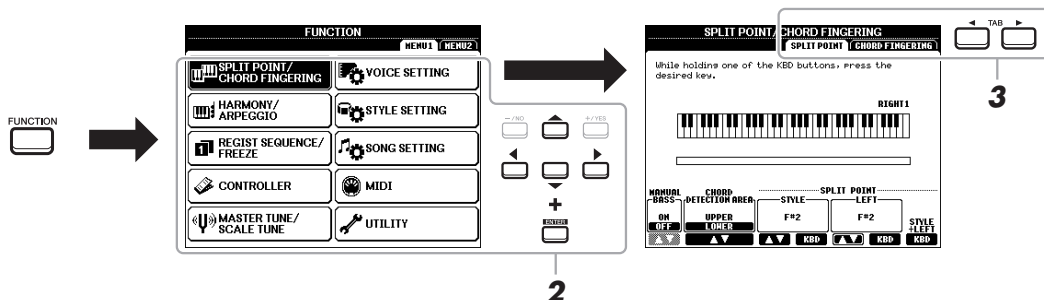 FUNCTION
FUNCTION
MENU1 MENU2
SPLIT POINT/
CHORD FINGERING
VOICE SETTING
HARMONY/
ARPEGGIO
STYLE SETTING
1
REGIST SEQUENCE/
FREEZE
SONG SETTING
CONTROLLER
MIDI
MASTER TUNE/
SCALE TUNE
UTILITY
-/NO
+/YES
+
ENTER
2
SPLIT POINT/CHORD FINGERING
SPLIT POINT CHORD FINGERING
While holding one of the KBD buttons, press the
desired key.
RIGHT1
MANUAL
BASS
ON
OFF
CHORD
DETECTION AREA
UPPER
LOWER
SPLIT POINT
STYLE
F#2
KBD
LEFT
F#2
KBD
STYLE
+LEFT
KBD
TAB
3